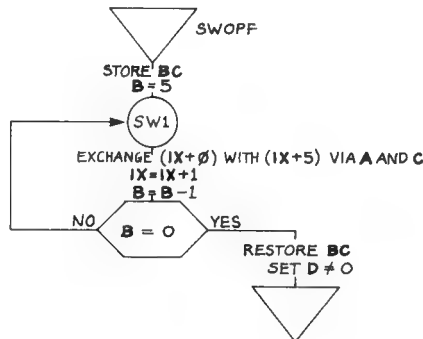 SWOPF
STORE BC
B=5
SW1
EXCHANGE (IX+Ø) WITH (IX+5) VIA A AND C
IX=IX+1
B=B-1
NO
YES
B = 0
RESTORE BC
SET D ≠ 0